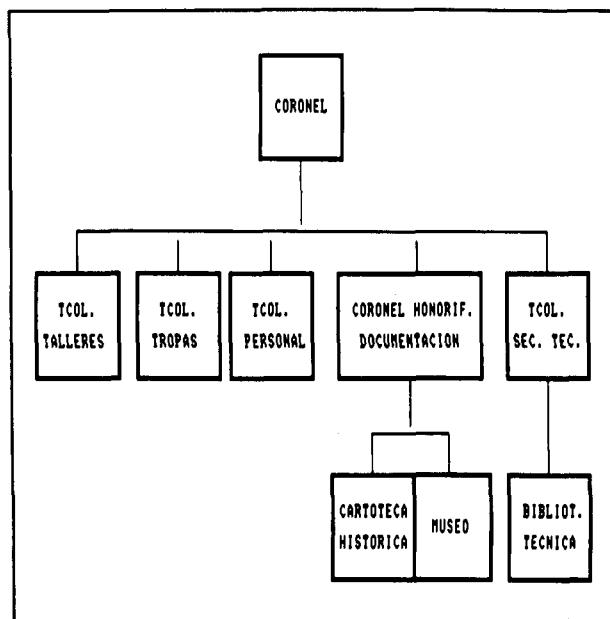 CORONEL
TCOL.
TALLERES
TCOL.
TROPAS
TCOL.
PERSONAL
CORONEL HONORIF.
DOCUMENTACION
TCOL.
SEC. TEC.
CARTOTECA
HISTORICA
MUSEO
BIBLIOT.
TECNICA